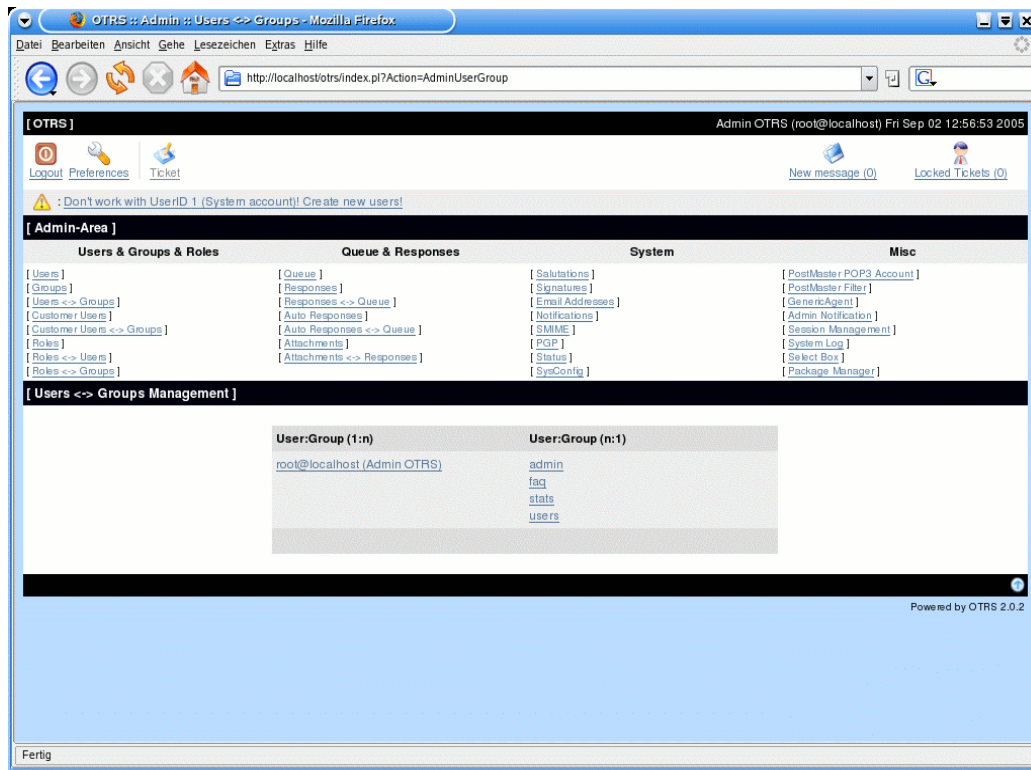 OTRS :: Admin :: Users <-> Groups - Mozilla Firefox
Datei Bearbeiten Ansicht Gehe Lesezeichen Extras Hilfe
http://localhost/otrs/index.pl?Action=AdminUserGroup
[ OTRS ] Admin OTRS (root@localhost) Fri Sep 02 12:56:53 2005
Logout Preferences Ticket New message (0) Locked Tickets (0)
: Don't work with UserID 1 (System account)! Create new users!
[ Admin-Area ]
Users & Groups & Roles Queue & Responses System Misc
[ Users ] [ Queue ] [ Salutations ] [ PostMaster POP3 Account ]
[ Groups ] [ Responses ] [ Signatures ] [ PostMaster Filter ]
[ Users <-> Groups ] [ Responses <-> Queue ] [ Email Addresses ] [ GenericAgent ]
[ Customer Users ] [ Auto Responses ] [ Notifications ] [ Admin Notification ]
[ Customer Users <-> Groups ] [ Auto Responses <-> Queue ] [ SMIME ] [ Session Management ]
[ Roles ] [ Attachments ] [ PGP ] [ System Log ]
[ Roles <-> Users ] [ Attachments <-> Responses ] [ Status ] [ Select Box ]
[ Roles <-> Groups ] [ SysConfig ] [ Package Manager ]
[ Users <-> Groups Management ]
User:Group (1:n) User:Group (n:1)
root@localhost (Admin OTRS) admin
faq
stats
users
Powered by OTRS 2.0.2
Fertig